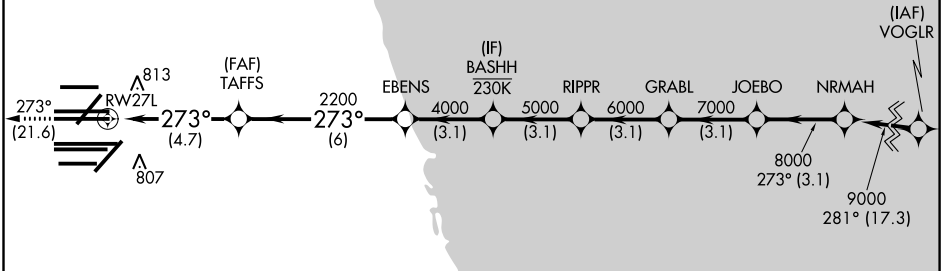 (IAF)
VOGLR
(IF)
BASHH
230K
(FAF)
TAFFS
EBENS
RIPPR
GRABL
JOEBO
NRMAH
813
RW27L
273°
(21.6)
273°
(4.7)
2200
273°
(6)
4000
(3.1)
5000
(3.1)
6000
(3.1)
7000
(3.1)
8000
273° (3.1)
9000
281° (17.3)
807